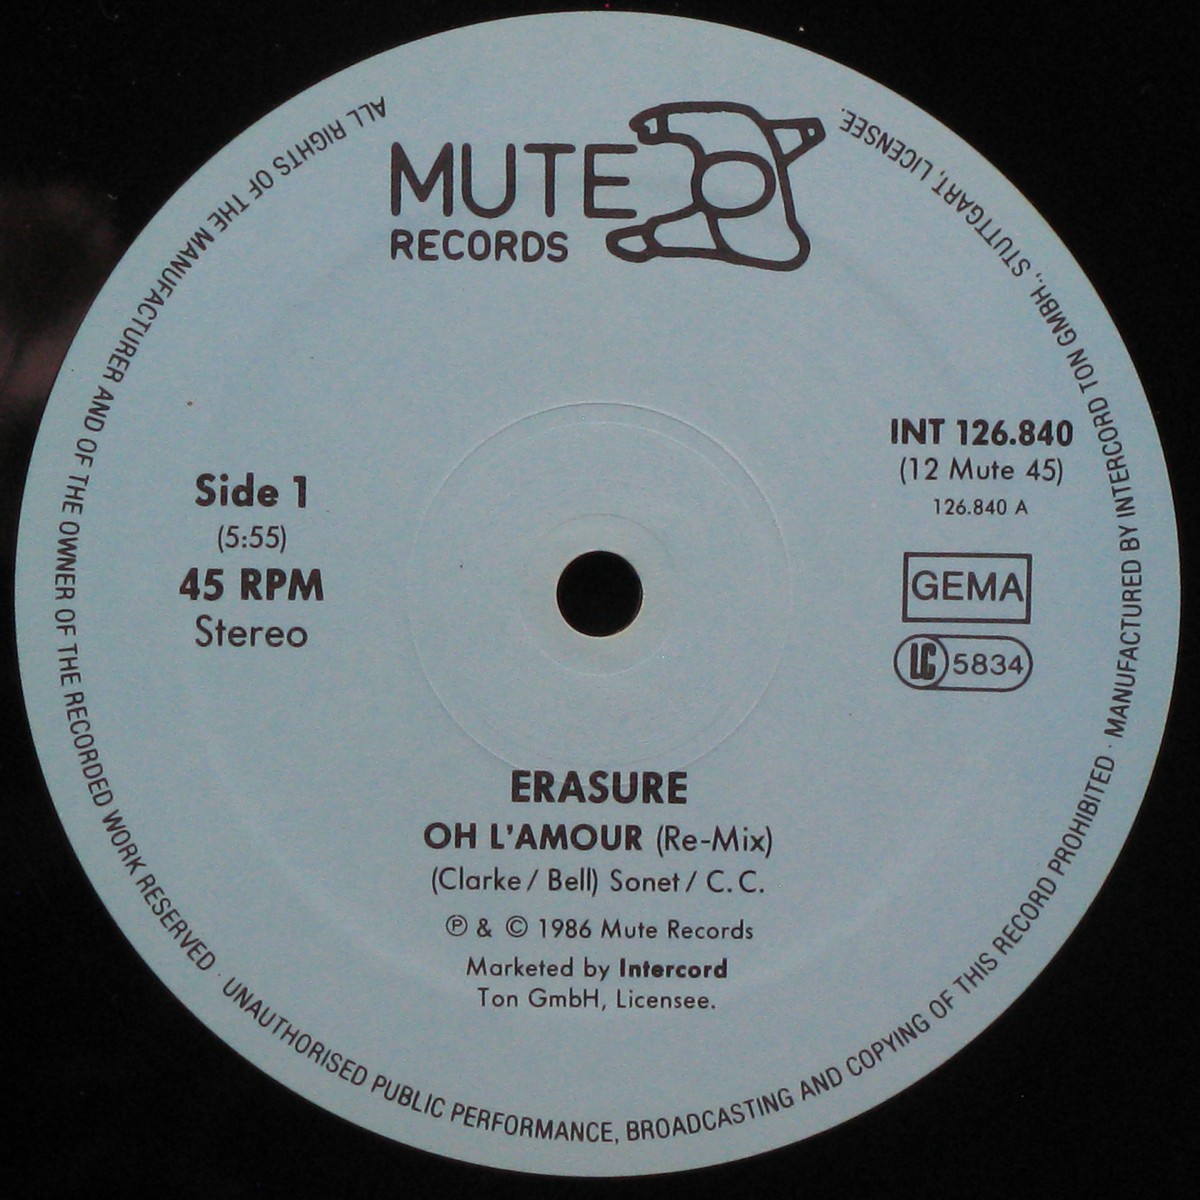 MUTE
RECORDS
INT 126.840
(12 Mute 45)
126.840 A
GEMA
LC 5834
Side 1
(5:55)
45 RPM
Stereo
ERASURE
OH L'AMOUR (Re-Mix)
(Clarke / Bell) Sonet / C. C.
℗ & © 1986 Mute Records
Marketed by Intercord
Ton GmbH, Licensee.
ALL RIGHTS OF THE MANUFACTURER AND OF THE OWNER OF THE RECORDED WORK RESERVED · UNAUTHORISED PUBLIC PERFORMANCE, BROADCASTING AND COPYING OF THIS RECORD PROHIBITED · MANUFACTURED BY INTERCORD TON GMBH., STUTTGART, LICENSEE.